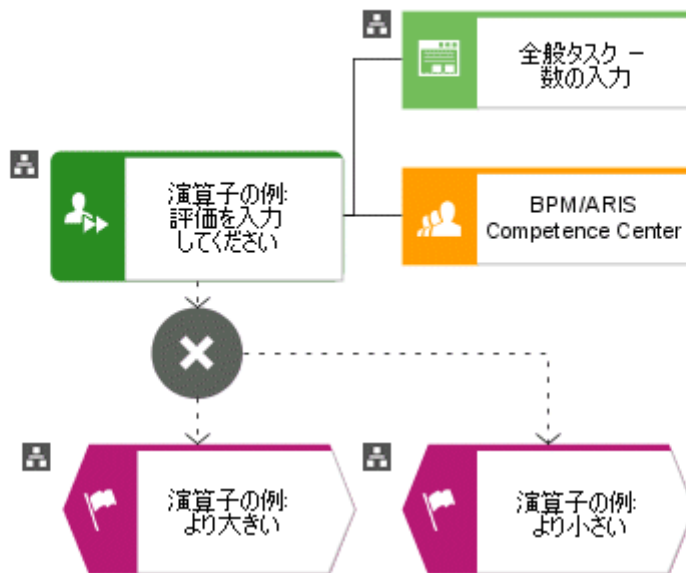 全般タスク ー
数の入力
演算子の例:
評価を入力
してください
BPM/ARIS
Competence Center
演算子の例:
より大きい
演算子の例:
より小さい